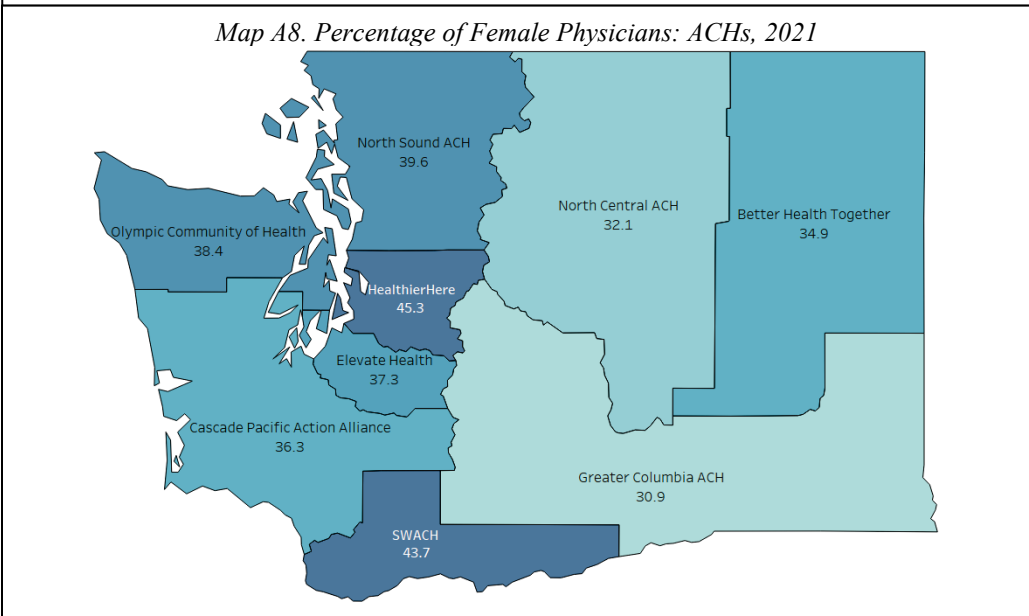 Map A8. Percentage of Female Physicians: ACHs, 2021
North Sound ACH
39.6
North Central ACH
32.1
Better Health Together
34.9
Olympic Community of Health
38.4
HealthierHere
45.3
Elevate Health
37.3
Cascade Pacific Action Alliance
36.3
Greater Columbia ACH
30.9
SWACH
43.7